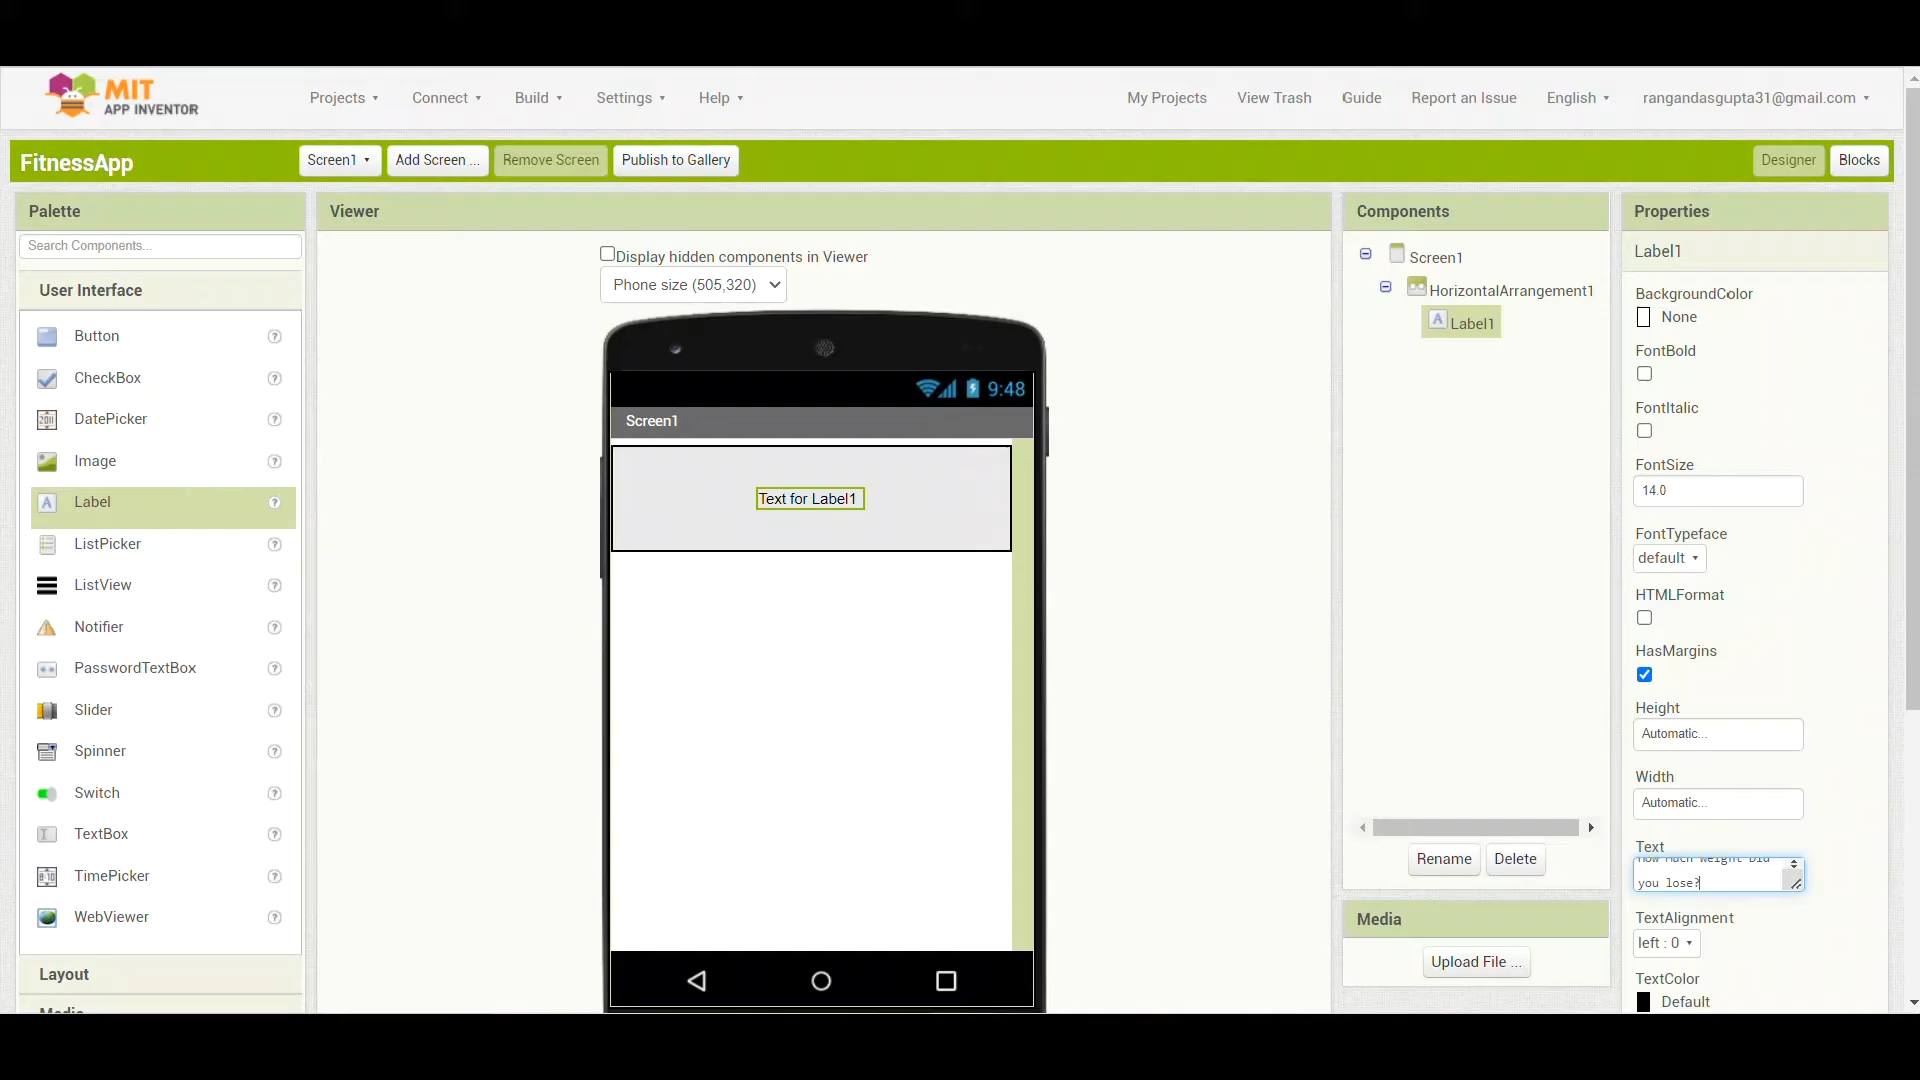 MIT
APP INVENTOR
Projects
Connect
Build
Settings
Help
My Projects
View Trash
Guide
Report an Issue
English
rangandasgupta31@gmail.com
FitnessApp
Screen1
Add Screen ...
Remove Screen
Publish to Gallery
Designer
Blocks
Palette
Search Components...
User Interface
Button
CheckBox
DatePicker
Image
Label
ListPicker
ListView
Notifier
PasswordTextBox
Slider
Spinner
Switch
TextBox
TimePicker
WebViewer
Layout
Viewer
Display hidden components in Viewer
Phone size (505,320)
9:48
Screen1
Text for Label1
Components
Screen1
HorizontalArrangement1
Label1
Rename
Delete
Media
Upload File ...
Properties
Label1
BackgroundColor
None
FontBold
FontItalic
FontSize
14.0
FontTypeface
default
HTMLFormat
HasMargins
Height
Automatic...
Width
Automatic...
Text
How Much Weight Did
you lose?
TextAlignment
left : 0
TextColor
Default